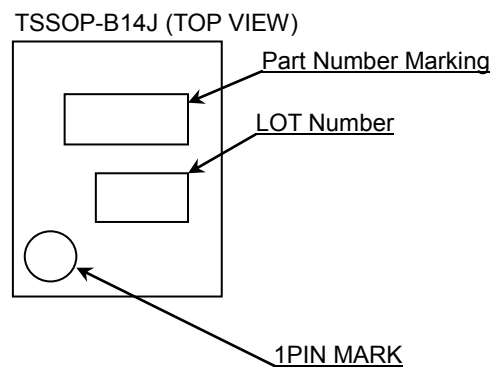 TSSOP-B14J (TOP VIEW)
Part Number Marking
LOT Number
1PIN MARK